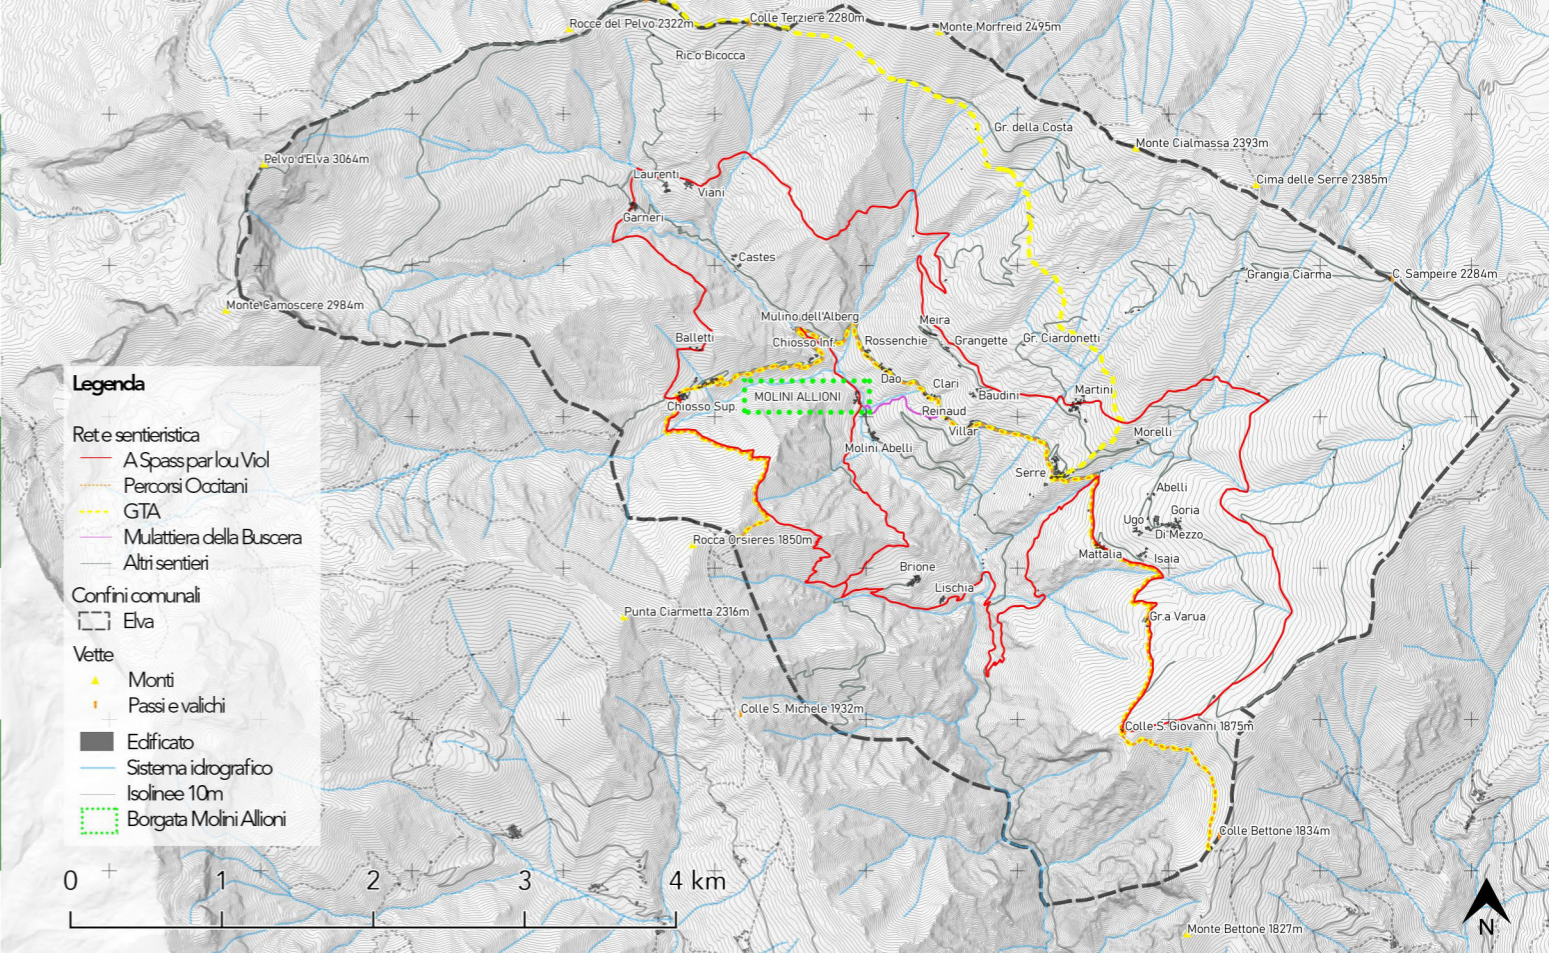 Rocce del Pelvo 2322m
Colle Terziere 2280m
Monte Morfreid 2495m
Ric.o Bicocca
Gr. della Costa
Monte Cialmassa 2393m
Pelvo d'Elva 3064m
Laurenti
Viani
Cima delle Serre 2385m
Garneri
Castes
Grangia Ciarma
C. Sampeire 2284m
Monte Camoscere 2984m
Mulino dell'Alberg
Meira
Balletti
Chiosso Inf.
Rossenchie
Grangette
Gr. Ciardonetti
Dao
Clari
Baudini
Martini
MOLINI ALLIONI
Chiosso Sup.
Reinaud
Villar
Morelli
Molini Abelli
Serre
Abelli
Goria
Ugo
Di Mezzo
Rocca Orsieres 1850m
Mattalia
Isaia
Brione
Lischia
Punta Ciarmetta 2316m
Gr.a Varua
Colle S. Michele 1932m
Colle S.Giovanni 1875m
Colle Bettone 1834m
Monte Bettone 1827m
Legenda
Rete sentieristica
A Spass par lou Viol
Percorsi Occitani
GTA
Mulattiera della Buscera
Altri sentieri
Confini comunali
Elva
Vette
Monti
Passi e valichi
Edificato
Sistema idrografico
Isolinee 10m
Borgata Molini Allioni
0 1 2 3 4 km
N